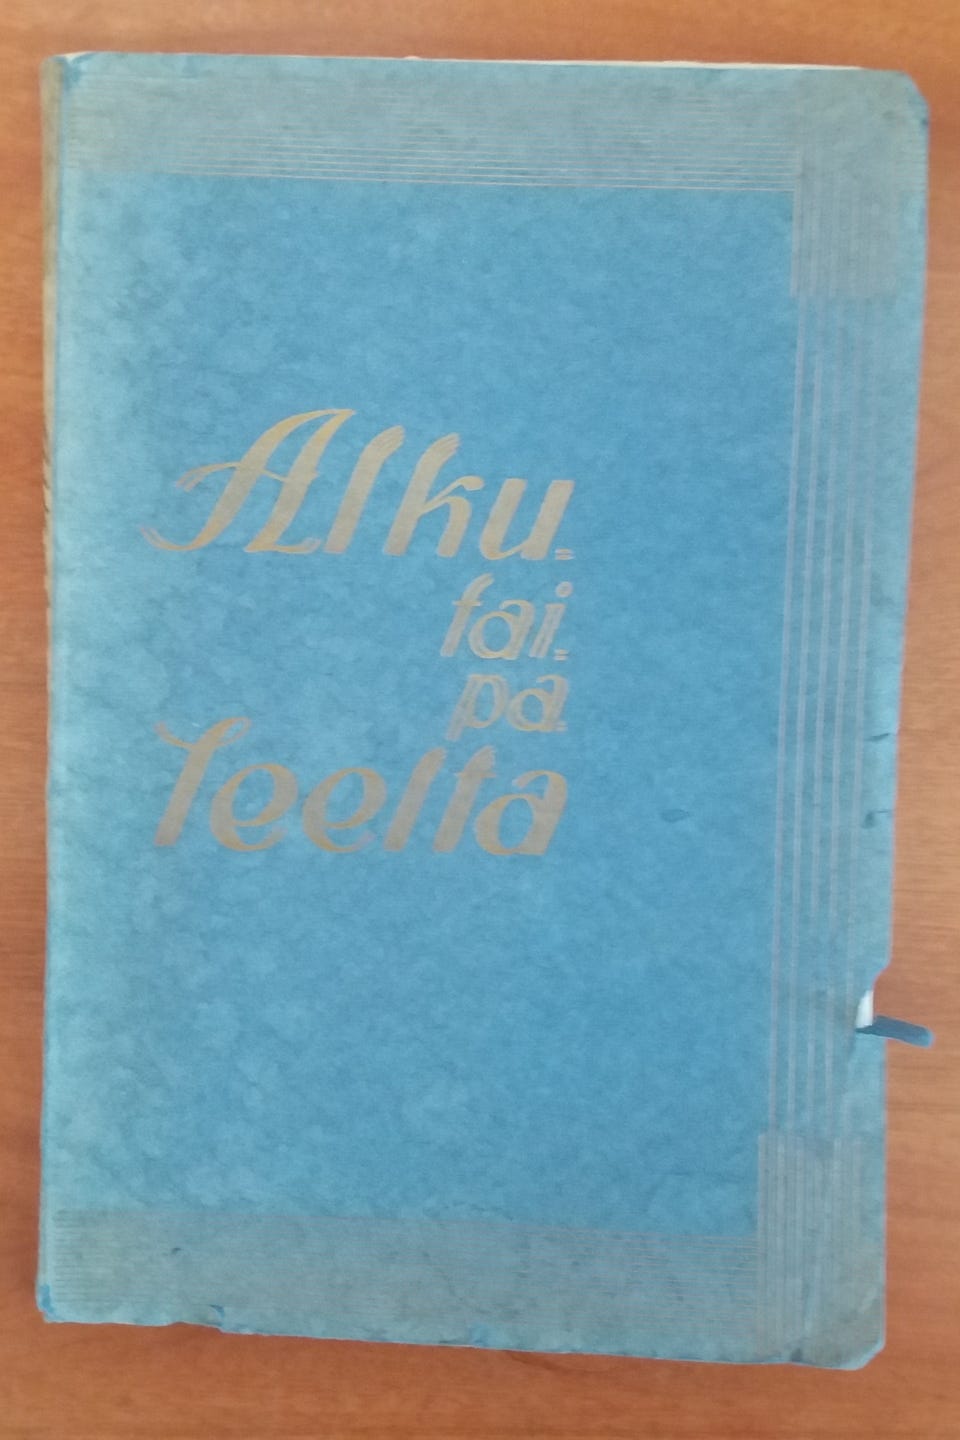 Alku=
tai=
pa
leelta